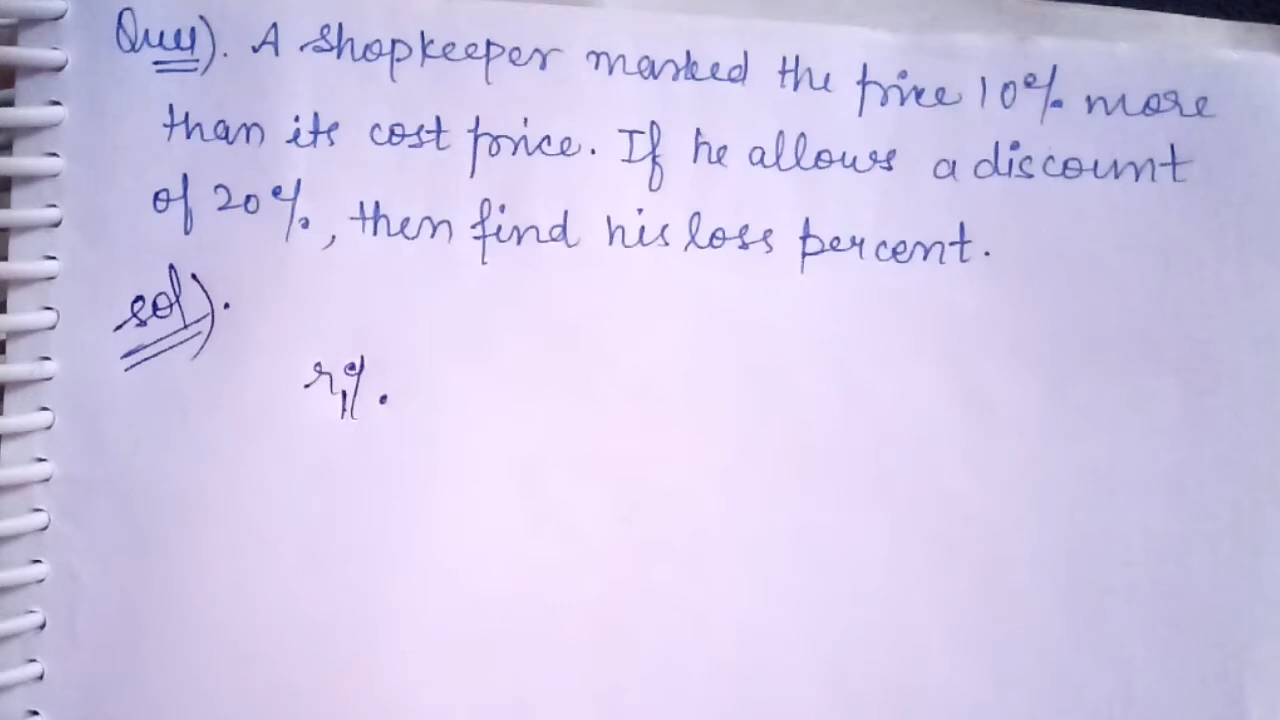 Ques). A shopkeeper marked the price 10% more
than its cost price. If he allows a discount
of 20%, then find his loss percent.
sol).
r₁%.